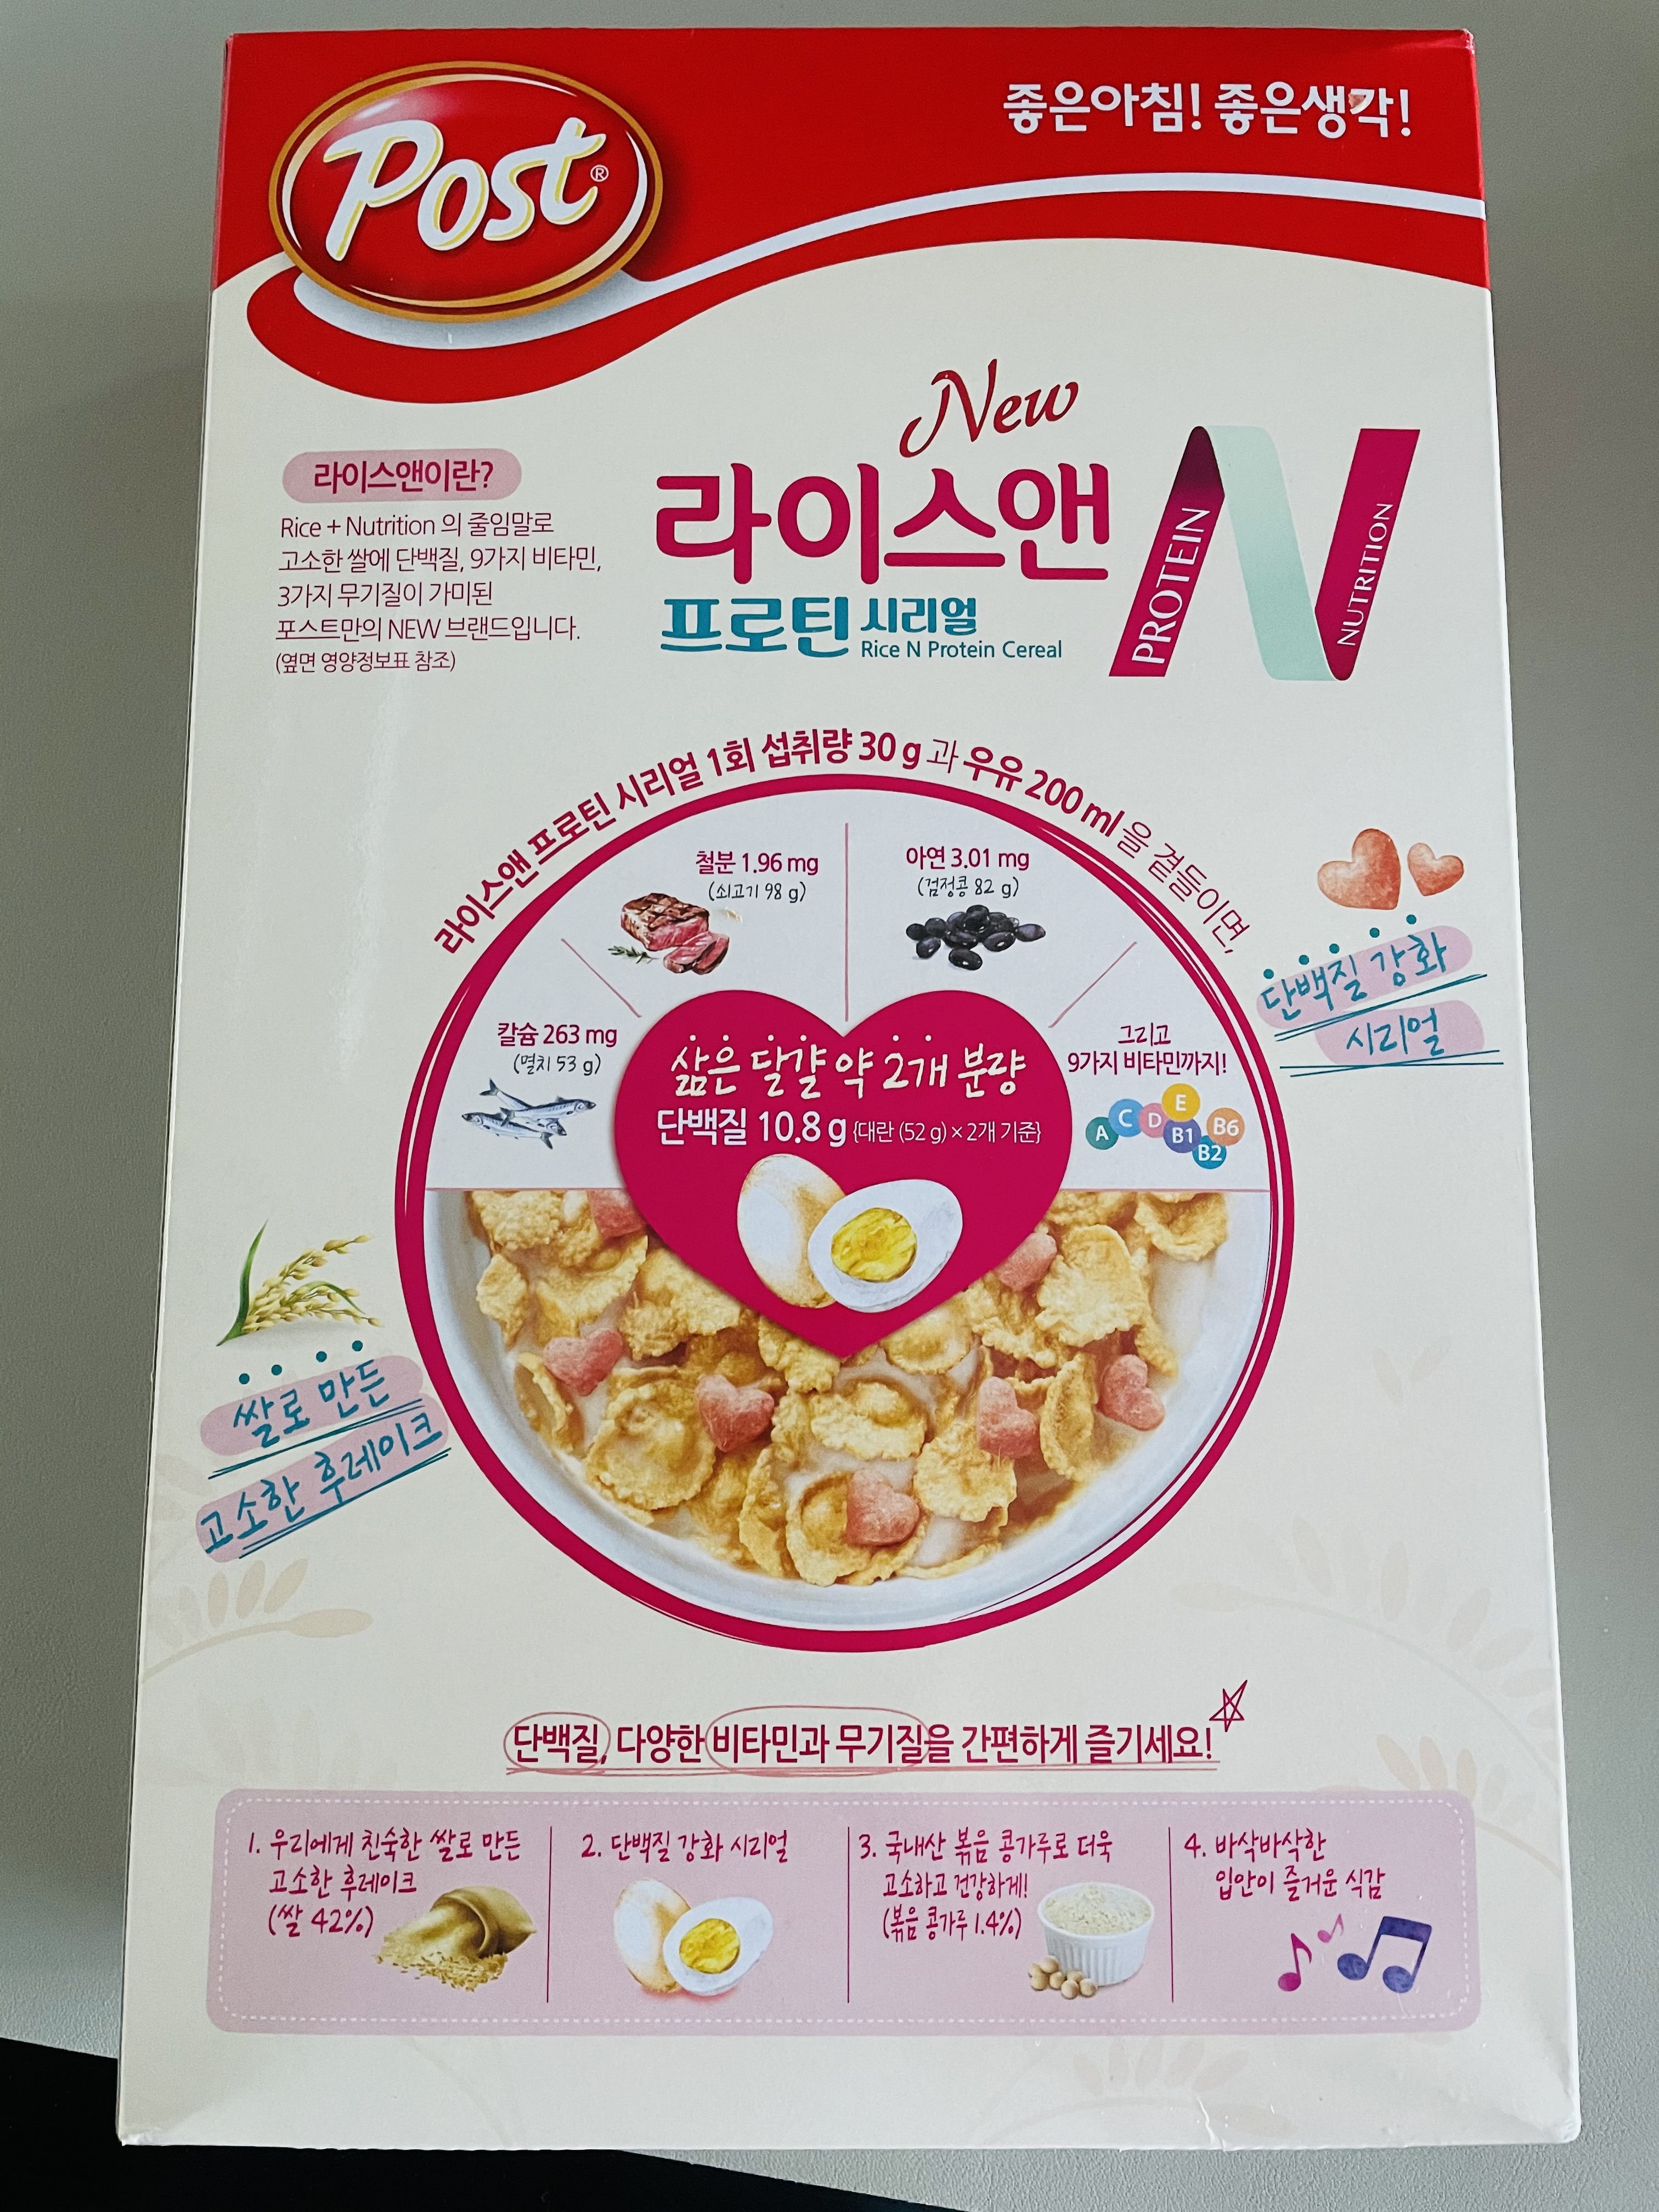 Post®
좋은아침! 좋은생각!
New
라이스앤
프로틴 시리얼
Rice N Protein Cereal
PROTEIN
NUTRITION
라이스앤이란?
Rice + Nutrition 의 줄임말로
고소한 쌀에 단백질, 9가지 비타민,
3가지 무기질이 가미된
포스트만의 NEW 브랜드입니다.
(옆면 영양정보표 참조)
라이스앤 프로틴 시리얼 1회 섭취량 30 g 과 우유 200 ml 을 곁들이면,
철분 1.96 mg
(쇠고기 98 g)
아연 3.01 mg
(검정콩 82 g)
칼슘 263 mg
(멸치 53 g)
그리고
9가지 비타민까지!
A C D E B1 B2 B6
삶은 달걀 약 2개 분량
단백질 10.8 g {대란 (52 g) × 2개 기준}
단백질 강화
시리얼
쌀로 만든
고소한 후레이크
단백질, 다양한 비타민과 무기질을 간편하게 즐기세요!
1. 우리에게 친숙한 쌀로 만든
고소한 후레이크
(쌀 42%)
2. 단백질 강화 시리얼
3. 국내산 볶음 콩가루로 더욱
고소하고 건강하게!
(볶음 콩가루 1.4%)
4. 바삭바삭한
입안이 즐거운 식감